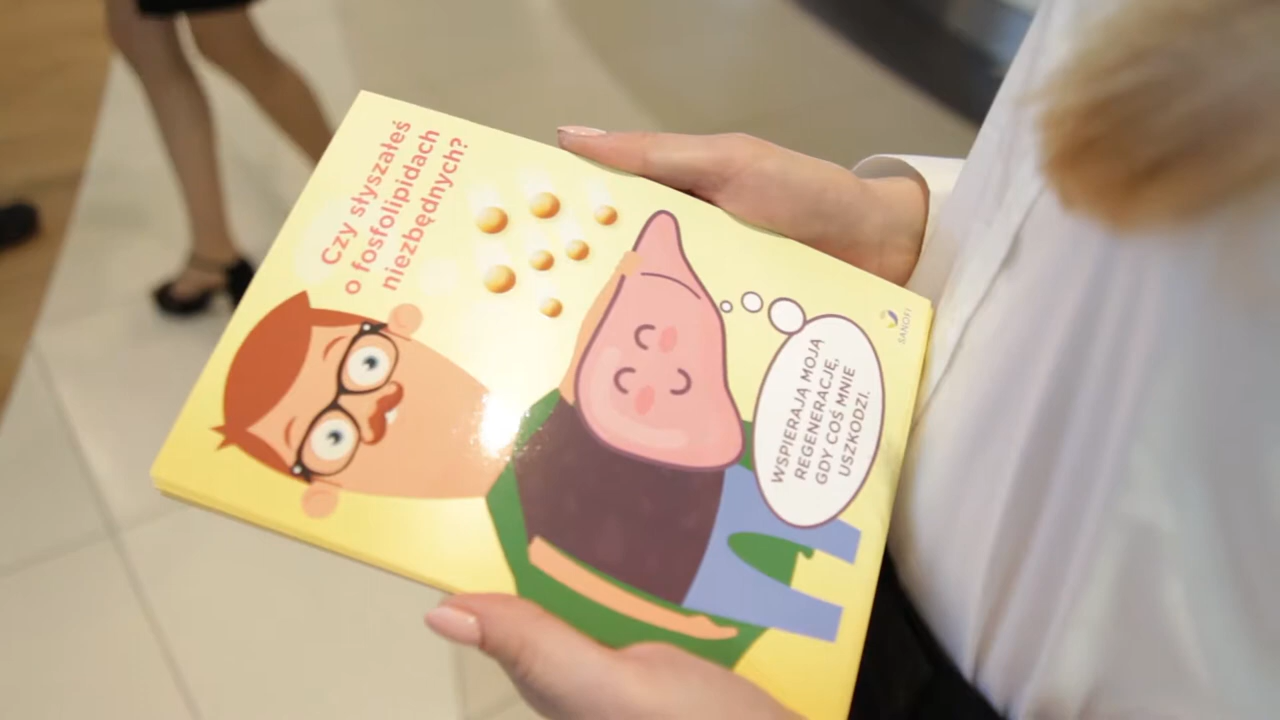 Czy słyszałeś
o fosfolipidach
niezbędnych?
WSPIERAJĄ MOJĄ
REGENERACJĘ,
GDY COŚ MNIE
USZKODZI.
SANOFI